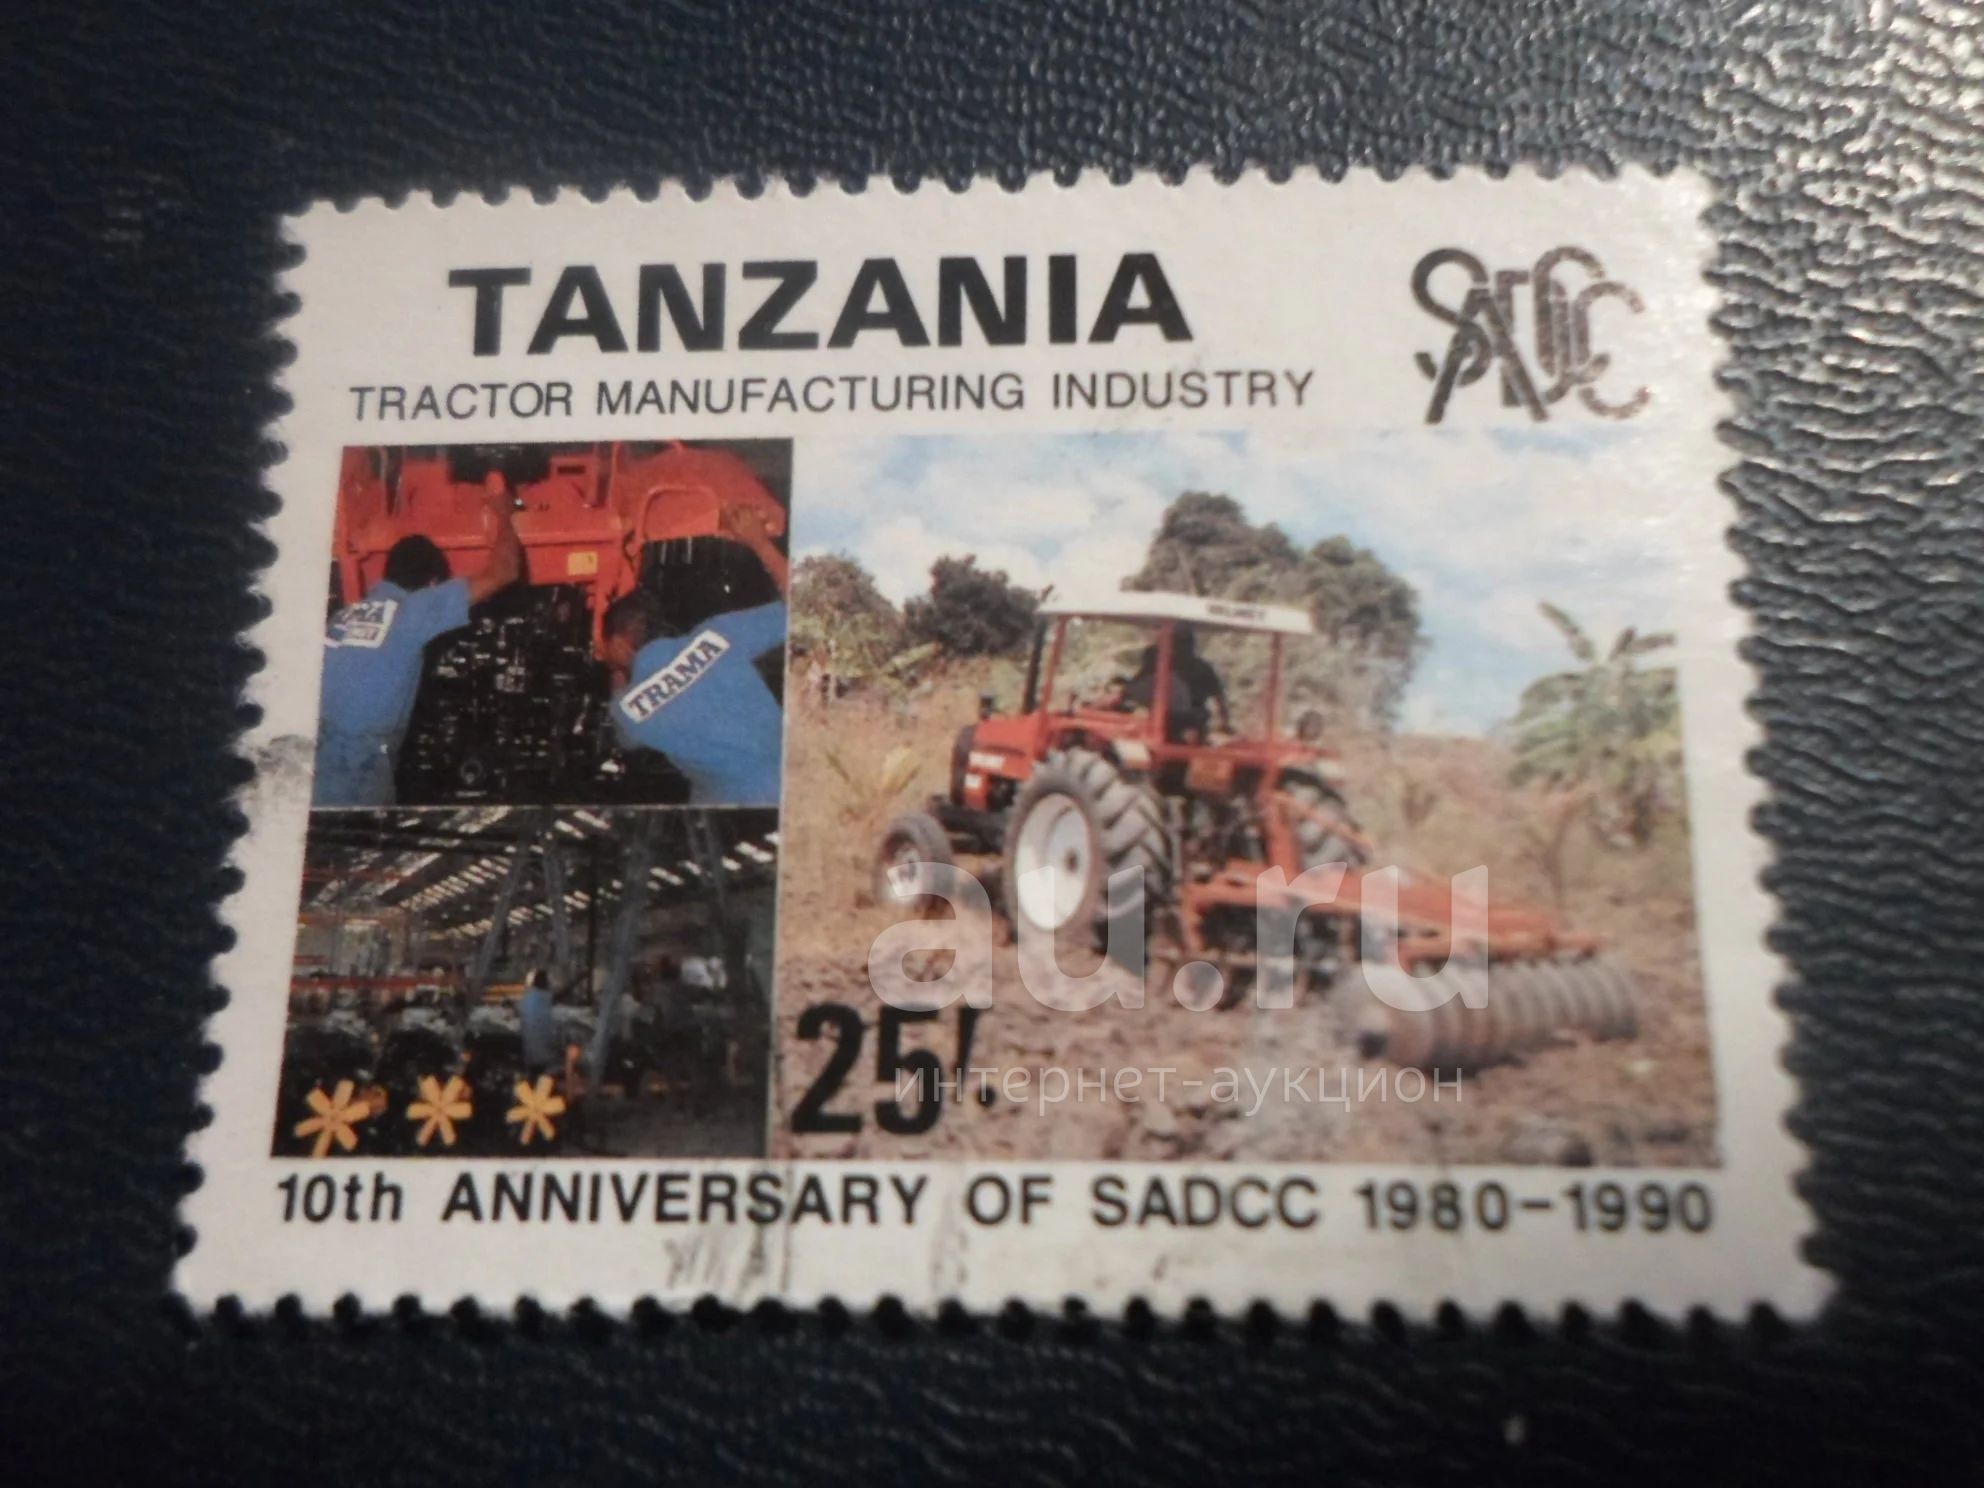 TANZANIA
SADCC
TRACTOR MANUFACTURING INDUSTRY
TRAMA
au.ru
25/.
интернет-аукцион
10th ANNIVERSARY OF SADCC 1980-1990